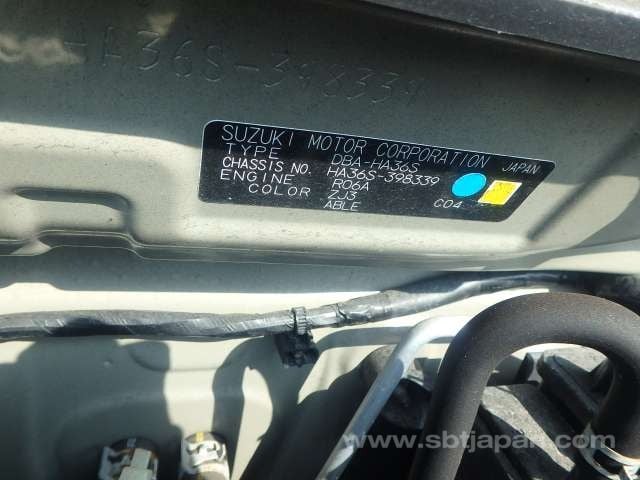 HA36S-398339
SUZUKI MOTOR CORPORATION JAPAN
TYPE DBA-HA36S
CHASSIS NO. HA36S-398339
ENGINE R06A
COLOR ZJ3
ABLE C04
www.sbtjapan.com